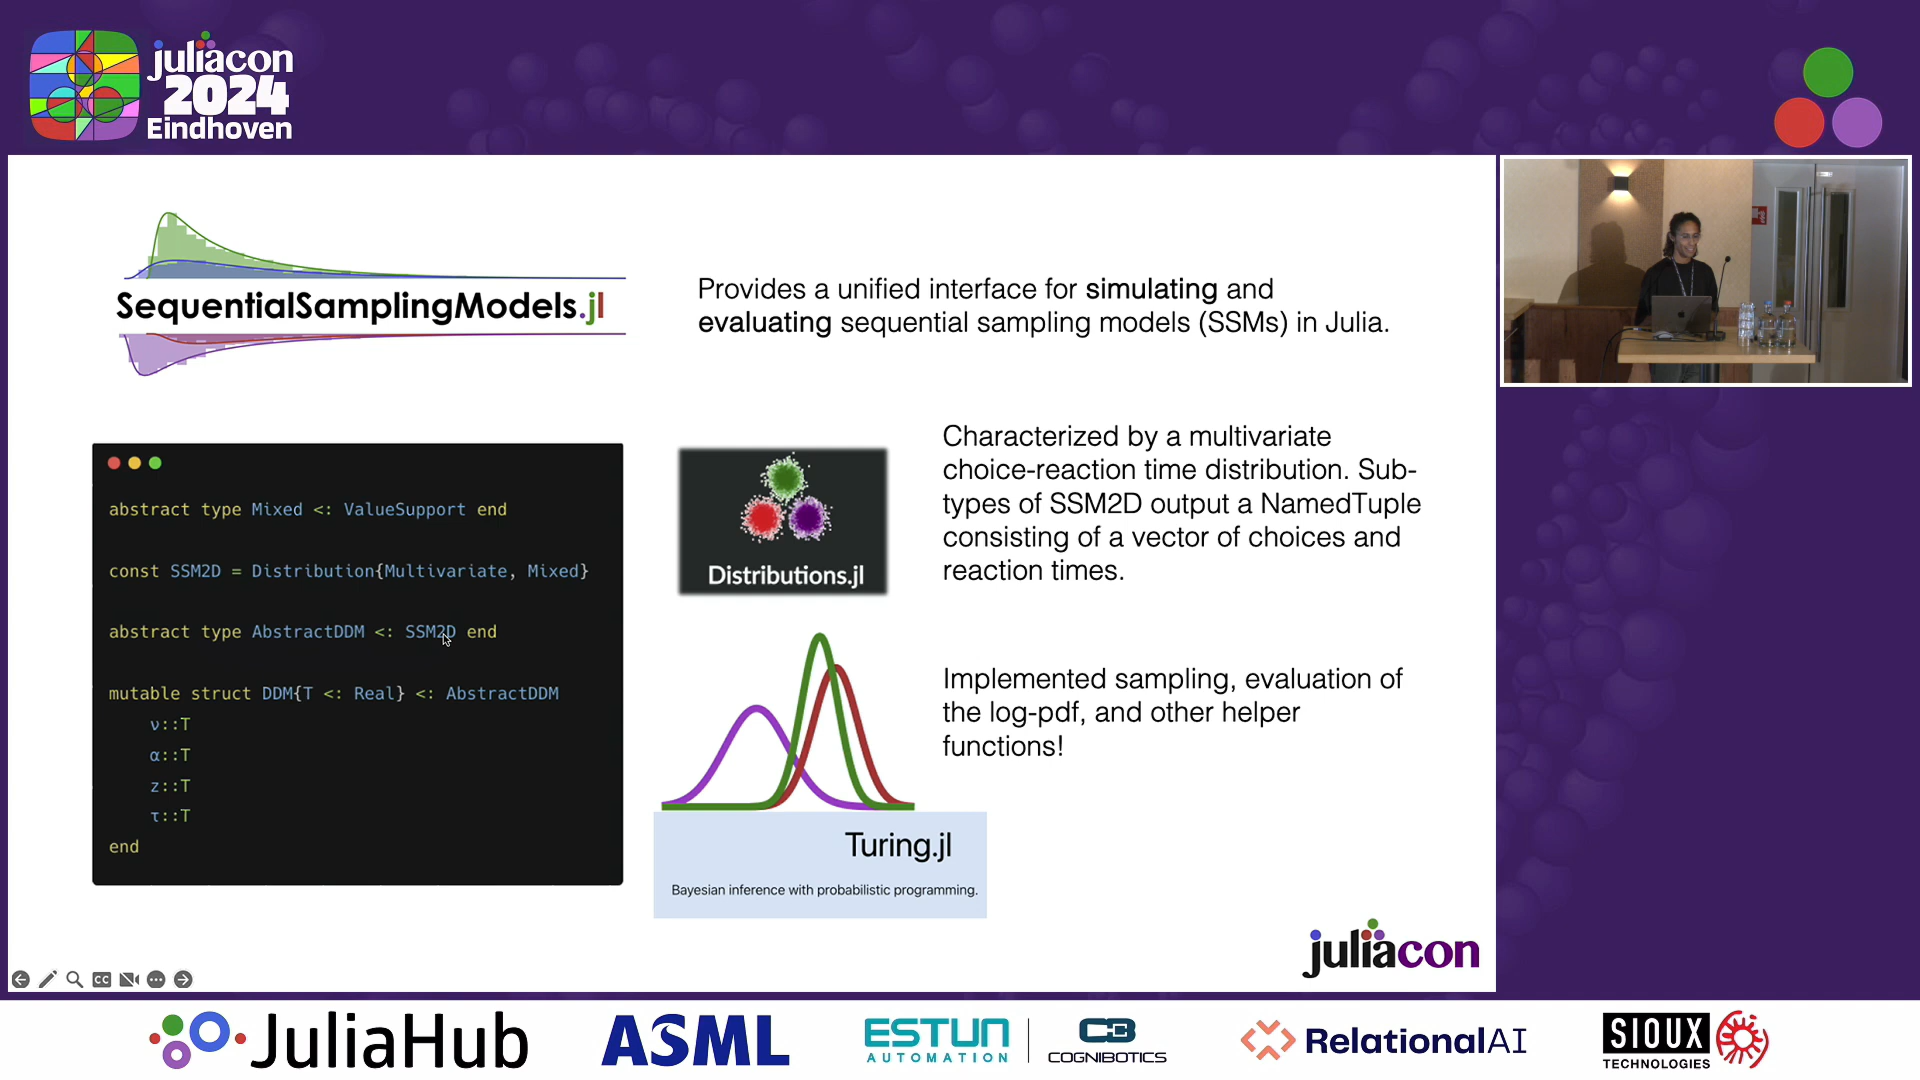 juliacon
2024
Eindhoven
SequentialSamplingModels.jl
Provides a unified interface for simulating and
evaluating sequential sampling models (SSMs) in Julia.
abstract type Mixed <: ValueSupport end
const SSM2D = Distribution{Multivariate, Mixed}
abstract type AbstractDDM <: SSM2D end
mutable struct DDM{T <: Real} <: AbstractDDM
ν::T
α::T
z::T
τ::T
end
Distributions.jl
Characterized by a multivariate
choice-reaction time distribution. Sub-
types of SSM2D output a NamedTuple
consisting of a vector of choices and
reaction times.
Implemented sampling, evaluation of
the log-pdf, and other helper
functions!
Turing.jl
Bayesian inference with probabilistic programming.
juliacon
CC
JuliaHub
ASML
ESTUN
AUTOMATION
COGNIBOTICS
RelationalAI
SIOUX
TECHNOLOGIES